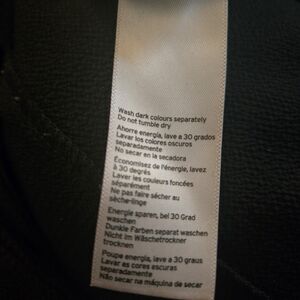 Wash dark colours separately
Do not tumble dry
Ahorre energía, lave a 30 grados
Lavar los colores oscuros
separadamente
No secar en la secadora
Économisez de l'énergie, lavez
à 30 degrés
Laver les couleurs foncées
séparément
Ne pas faire sécher au
sèche-linge
Energie sparen, bei 30 Grad
waschen
Dunkle Farben separat waschen
Nicht im Wäschetrockner
trocknen
Poupe energia, lave a 30 graus
Lavar as cores escuras
separadamente
Não secar na máquina de secar